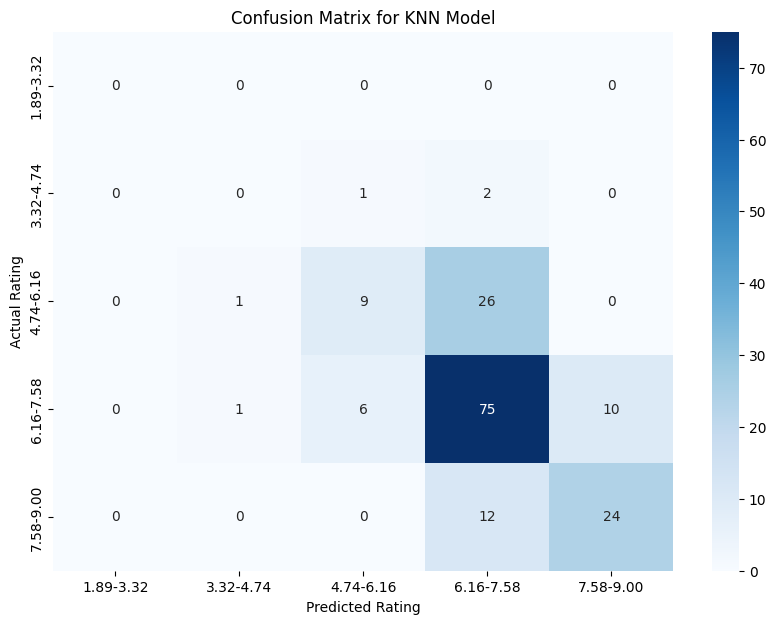 Confusion Matrix for KNN Model
Actual Rating
1.89-3.32
3.32-4.74
4.74-6.16
6.16-7.58
7.58-9.00
0 0 0 0 0
0 0 1 2 0
0 1 9 26 0
0 1 6 75 10
0 0 0 12 24
1.89-3.32 3.32-4.74 4.74-6.16 6.16-7.58 7.58-9.00
Predicted Rating
70
60
50
40
30
20
10
0